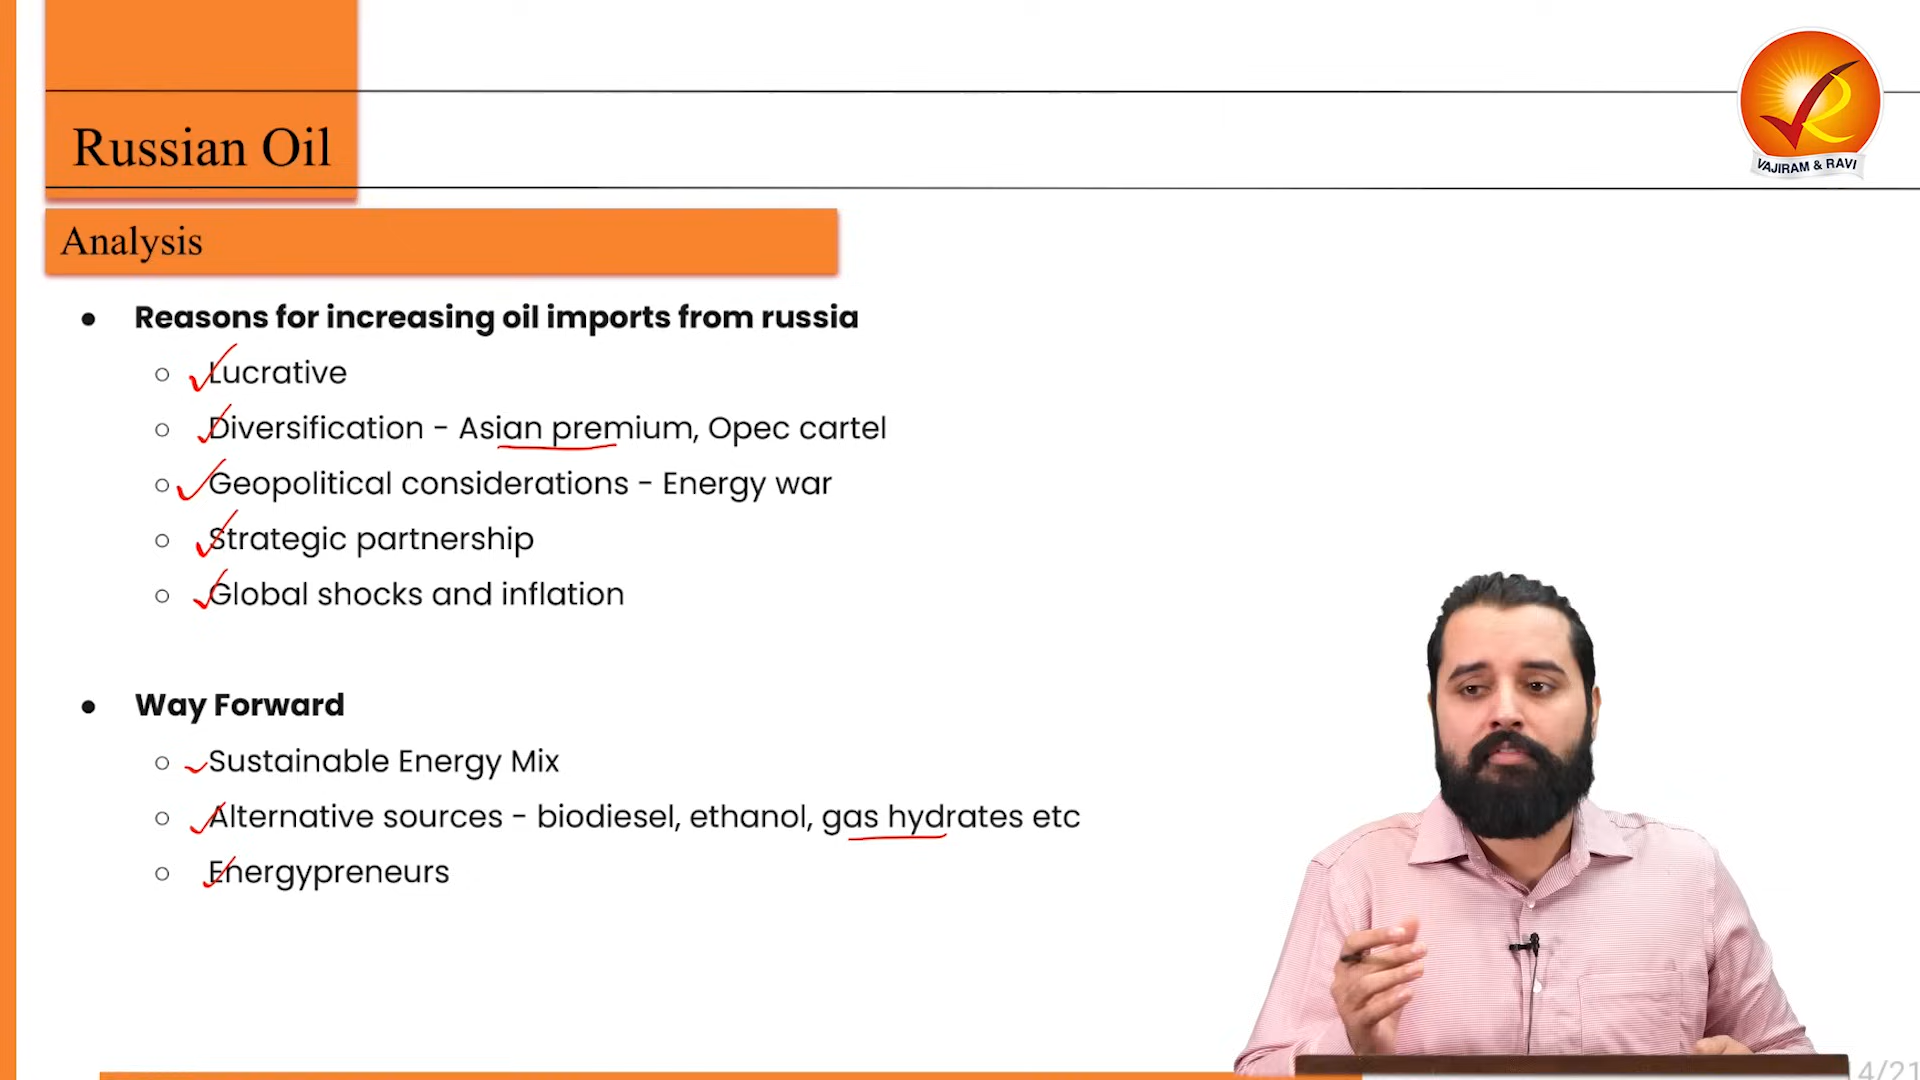 Russian Oil
VAJIRAM & RAVI
Analysis
Reasons for increasing oil imports from russia
Lucrative
Diversification - Asian premium, Opec cartel
Geopolitical considerations - Energy war
Strategic partnership
Global shocks and inflation
Way Forward
Sustainable Energy Mix
Alternative sources - biodiesel, ethanol, gas hydrates etc
Energypreneurs
4/21